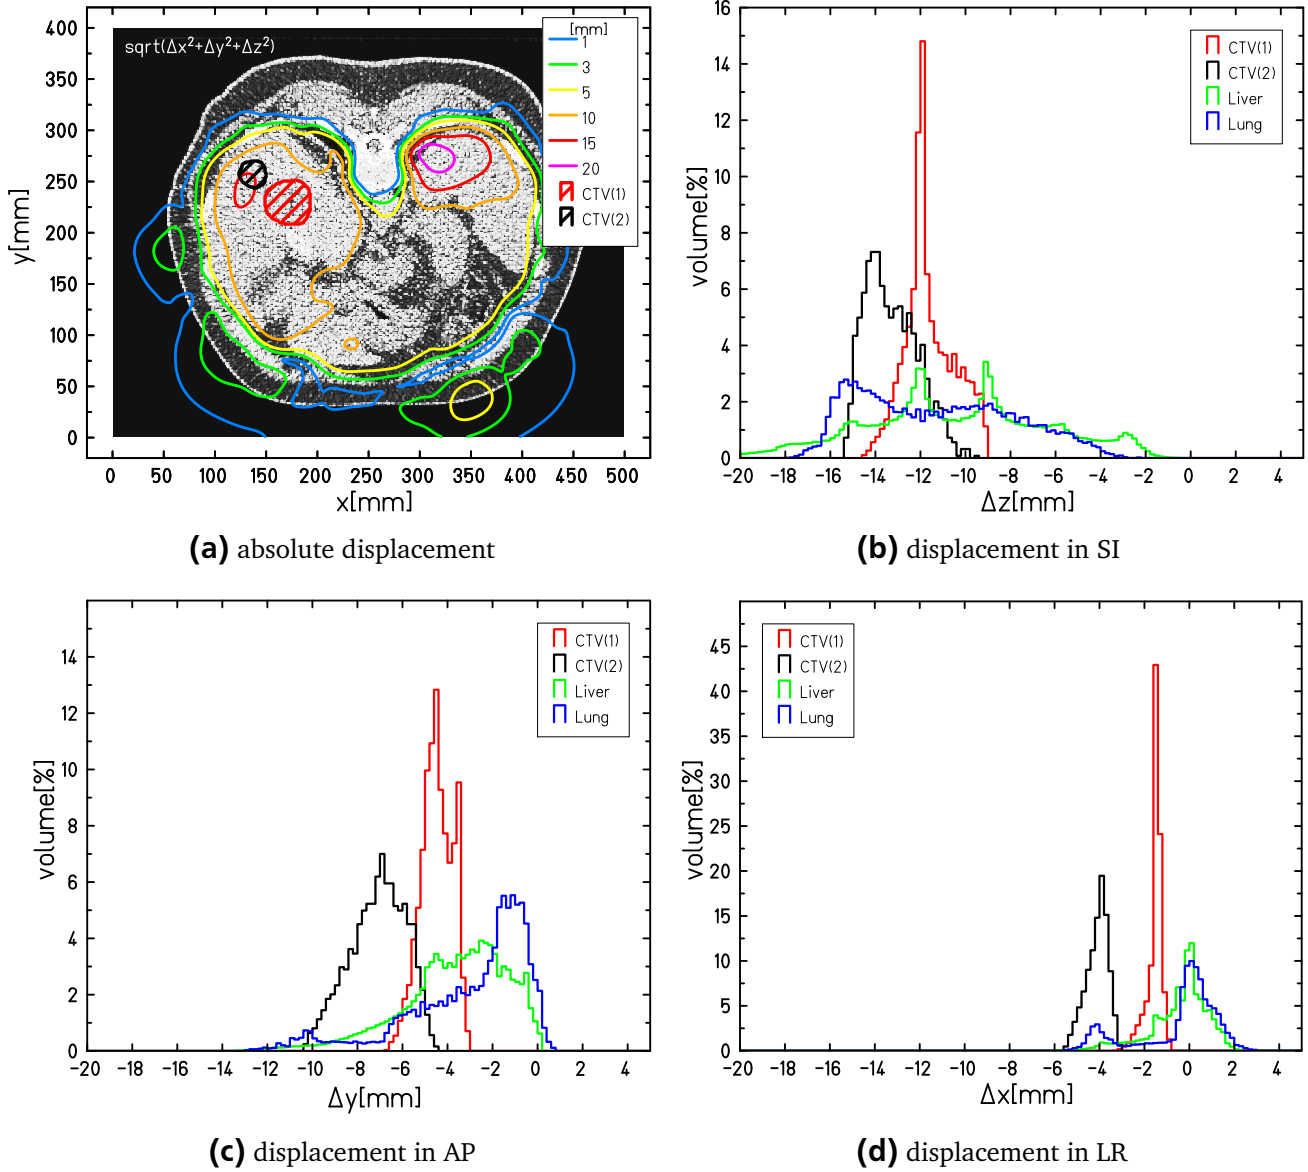 400
350
300
250
200
150
100
50
0
y[mm]
sqrt(Δx²+Δy²+Δz²)
[mm]
1
3
5
10
15
20
CTV(1)
CTV(2)
0 50 100 150 200 250 300 350 400 450 500
x[mm]
(a) absolute displacement
16
14
12
10
8
6
4
2
0
volume[%]
CTV(1)
CTV(2)
Liver
Lung
-20 -18 -16 -14 -12 -10 -8 -6 -4 -2 0 2 4
Δz[mm]
(b) displacement in SI
14
12
10
8
6
4
2
0
volume[%]
CTV(1)
CTV(2)
Liver
Lung
-20 -18 -16 -14 -12 -10 -8 -6 -4 -2 0 2 4
Δy[mm]
(c) displacement in AP
45
40
35
30
25
20
15
10
5
0
volume[%]
CTV(1)
CTV(2)
Liver
Lung
-20 -18 -16 -14 -12 -10 -8 -6 -4 -2 0 2 4
Δx[mm]
(d) displacement in LR